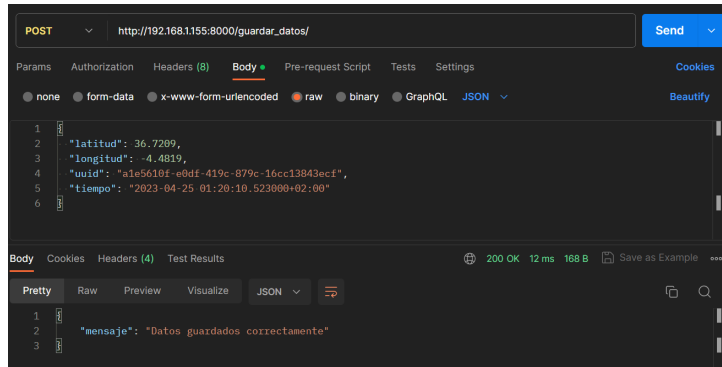 POST http://192.168.1.155:8000/guardar_datos/ Send
Params Authorization Headers (8) Body Pre-request Script Tests Settings Cookies
none form-data x-www-form-urlencoded raw binary GraphQL JSON Beautify
1 {
2 "latitud": 36.7209,
3 "longitud": -4.4819,
4 "uuid": "a1e5610f-e0df-419c-879c-16cc13843ecf",
5 "tiempo": "2023-04-25 01:20:10.523000+02:00"
6 }
Body Cookies Headers (4) Test Results 200 OK 12 ms 168 B Save as Example
Pretty Raw Preview Visualize JSON
1 {
2 "mensaje": "Datos guardados correctamente"
3 }